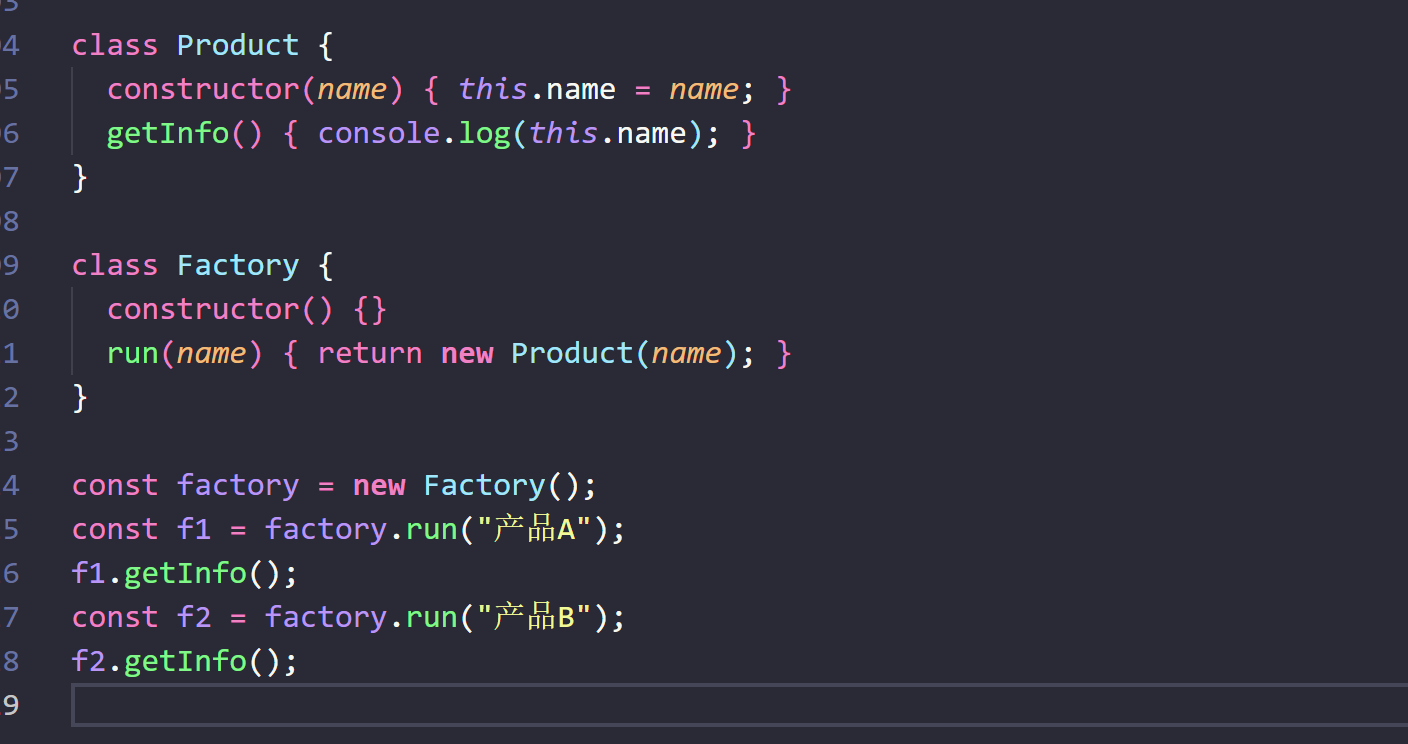 3
4 class Product {
5 constructor(name) { this.name = name; }
6 getInfo() { console.log(this.name); }
7 }
8
9 class Factory {
0 constructor() {}
1 run(name) { return new Product(name); }
2 }
3
4 const factory = new Factory();
5 const f1 = factory.run("产品A");
6 f1.getInfo();
7 const f2 = factory.run("产品B");
8 f2.getInfo();
9